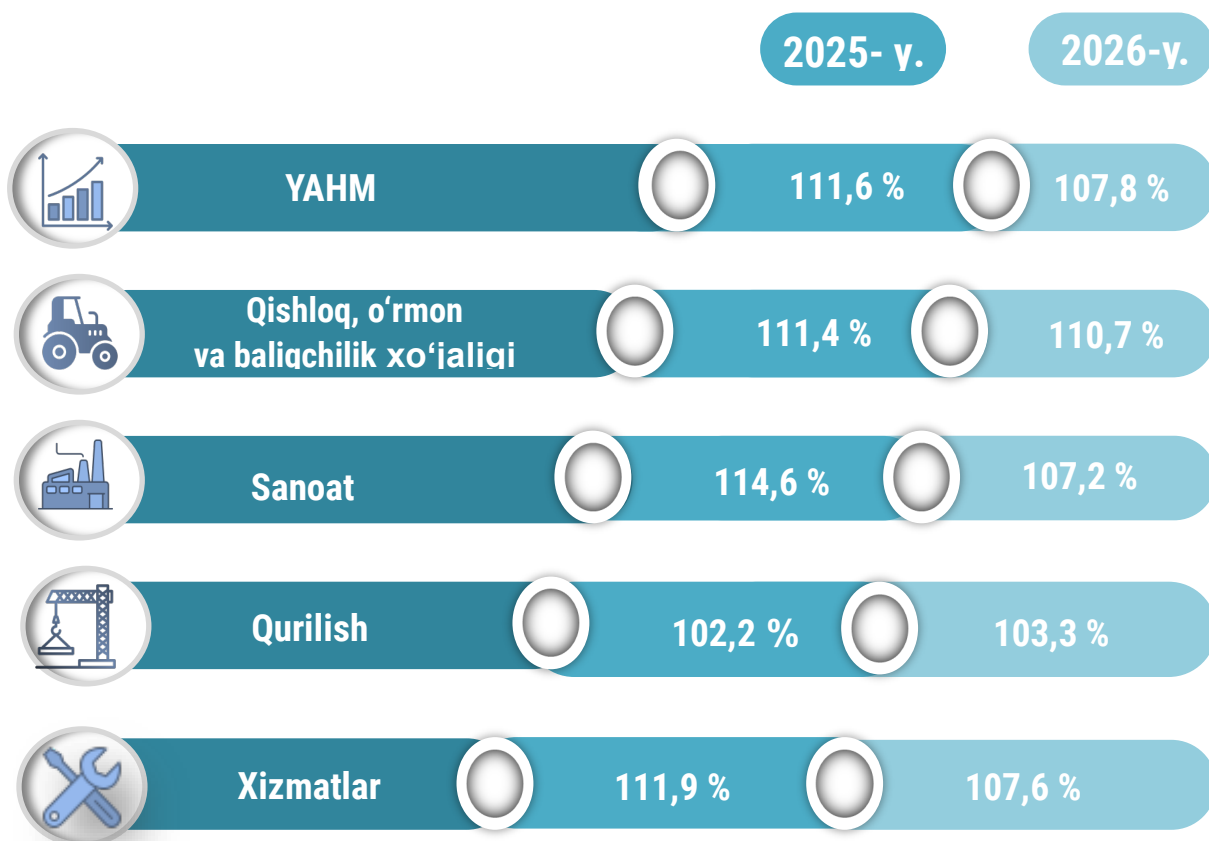 2025- y.
2026-y.
YAHM
111,6 %
107,8 %
Qishloq, o‘rmon
va baliqchilik xo‘jaligi
111,4 %
110,7 %
Sanoat
114,6 %
107,2 %
Qurilish
102,2 %
103,3 %
Xizmatlar
111,9 %
107,6 %